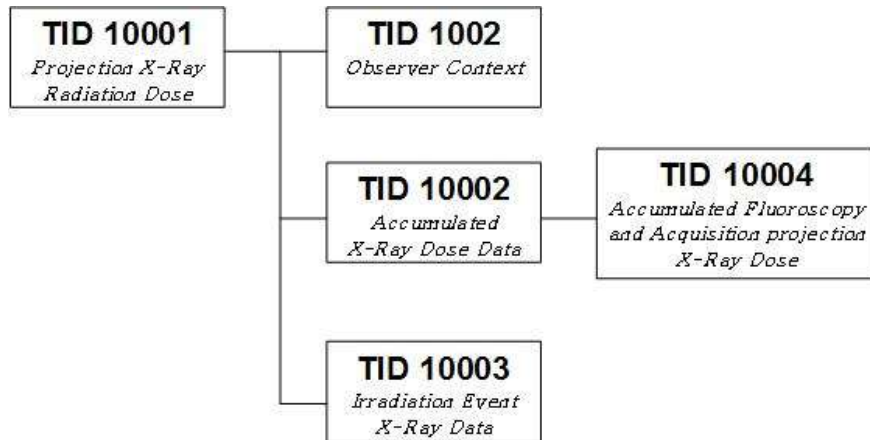 TID 10001
Projection X-Ray
Radiation Dose
TID 1002
Observer Context
TID 10002
Accumulated
X-Ray Dose Data
TID 10004
Accumulated Fluoroscopy
and Acquisition projection
X-Ray Dose
TID 10003
Irradiation Event
X-Ray Data